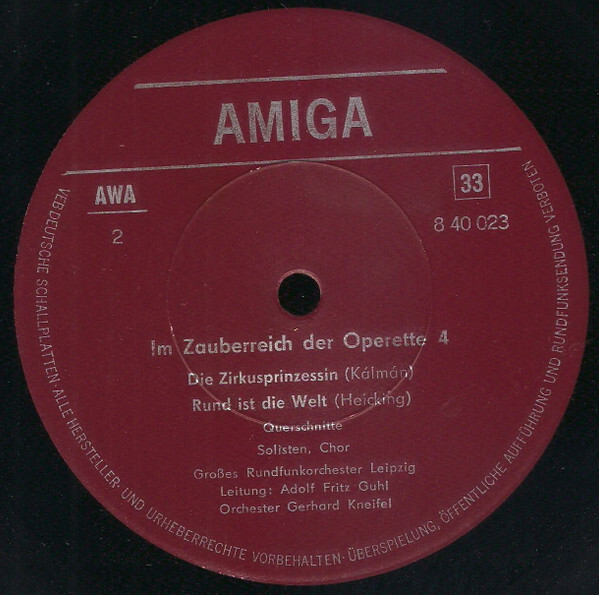 AMIGA
AWA
33
2
8 40 023
Im Zauberreich der Operette 4
Die Zirkusprinzessin (Kálmán)
Rund ist die Welt (Heicking)
Querschnitte
Solisten, Chor
Großes Rundfunkorchester Leipzig
Leitung: Adolf Fritz Guhl
Orchester Gerhard Kneifel
VEB DEUTSCHE SCHALLPLATTEN·ALLE HERSTELLER- UND URHEBERRECHTE VORBEHALTEN·ÜBERSPIELUNG, ÖFFENTLICHE AUFFÜHRUNG UND RUNDFUNKSENDUNG VERBOTEN